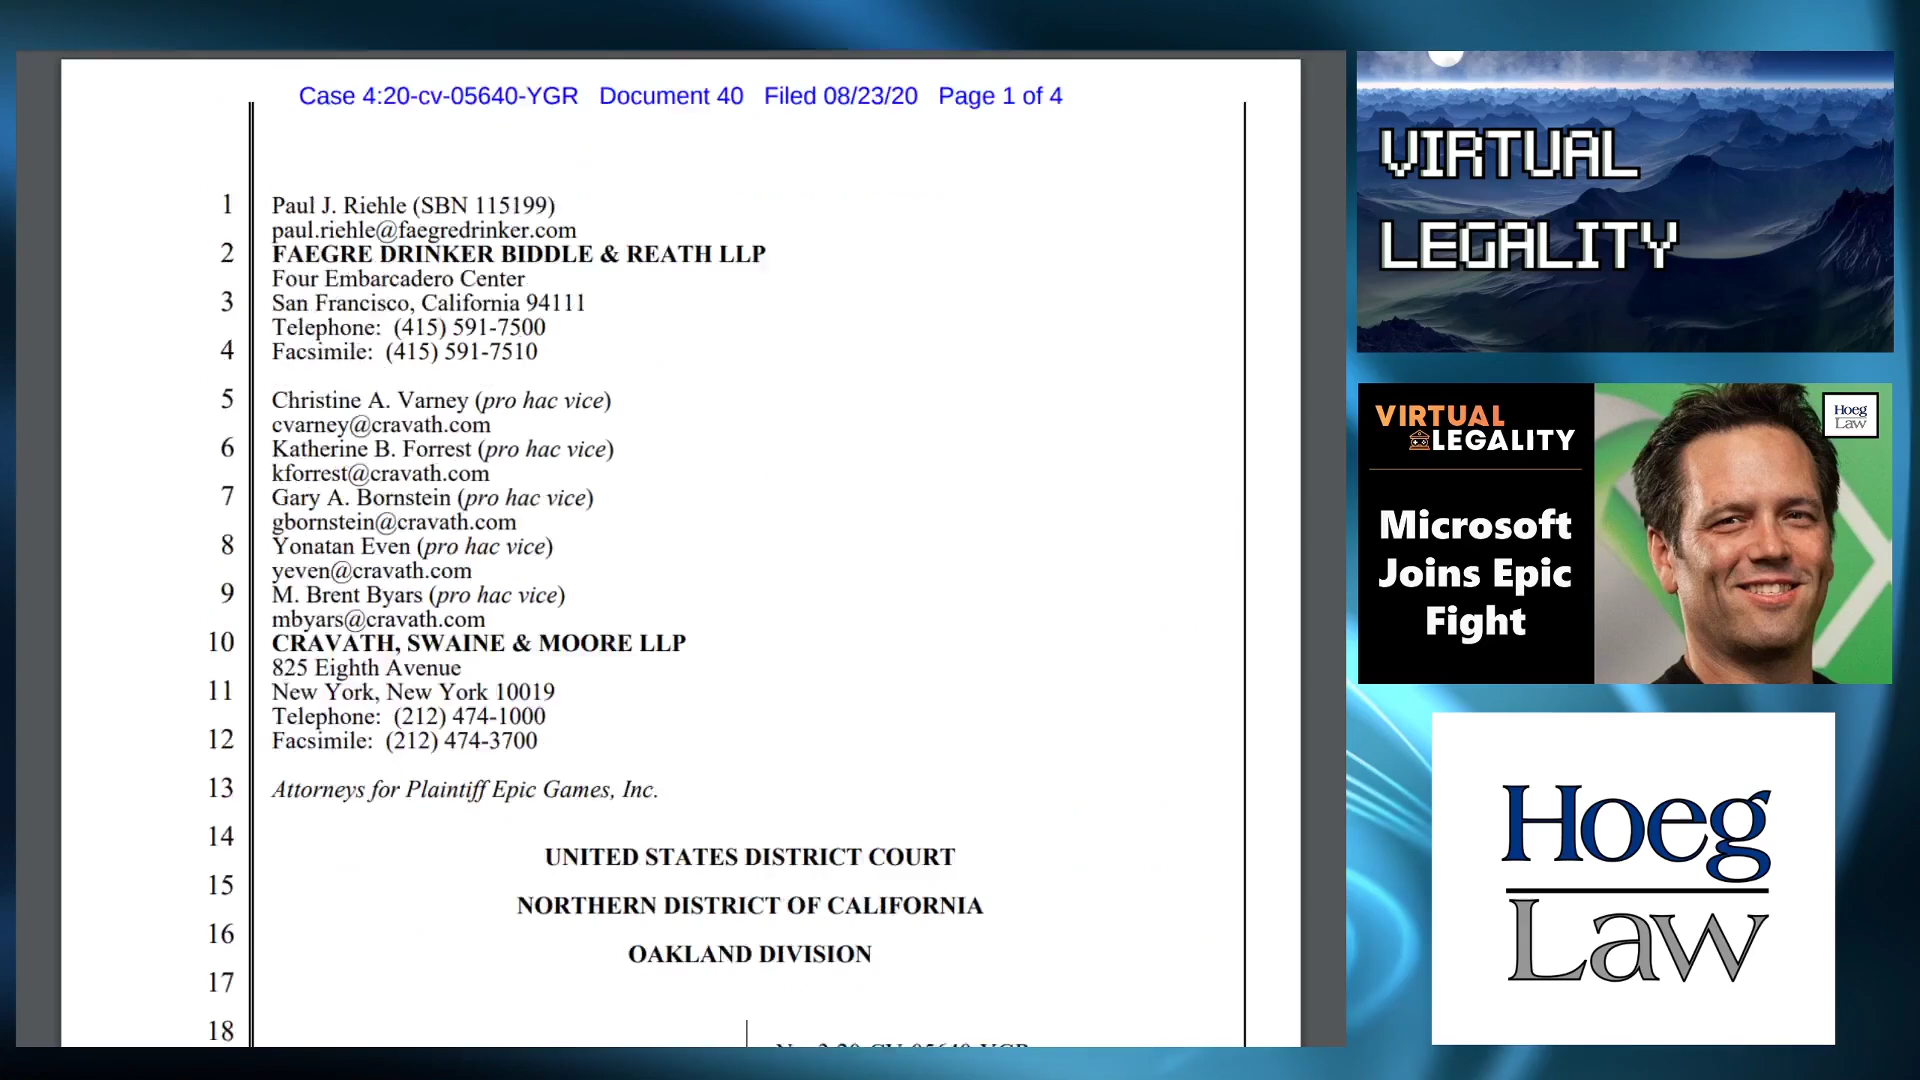 Case 4:20-cv-05640-YGR Document 40 Filed 08/23/20 Page 1 of 4
1 Paul J. Riehle (SBN 115199)
paul.riehle@faegredrinker.com
2 FAEGRE DRINKER BIDDLE & REATH LLP
Four Embarcadero Center
3 San Francisco, California 94111
Telephone: (415) 591-7500
4 Facsimile: (415) 591-7510
5 Christine A. Varney (pro hac vice)
cvarney@cravath.com
6 Katherine B. Forrest (pro hac vice)
kforrest@cravath.com
7 Gary A. Bornstein (pro hac vice)
gbornstein@cravath.com
8 Yonatan Even (pro hac vice)
yeven@cravath.com
9 M. Brent Byars (pro hac vice)
mbyars@cravath.com
10 CRAVATH, SWAINE & MOORE LLP
825 Eighth Avenue
11 New York, New York 10019
Telephone: (212) 474-1000
12 Facsimile: (212) 474-3700
13 Attorneys for Plaintiff Epic Games, Inc.
14
UNITED STATES DISTRICT COURT
15
NORTHERN DISTRICT OF CALIFORNIA
16
OAKLAND DIVISION
17
18
VIRTUAL
LEGALITY
VIRTUAL
LEGALITY
Microsoft
Joins Epic
Fight
Hoeg
Law
Hoeg
Law